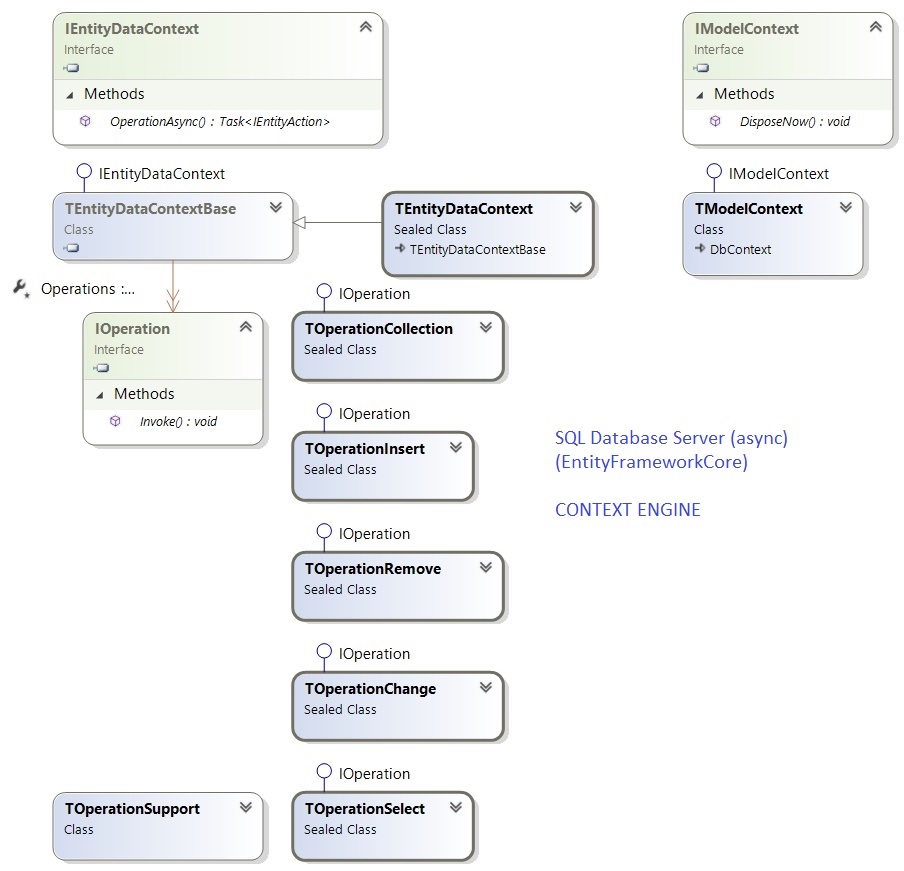 IEntityDataContext
Interface
Methods
OperationAsync() : Task<IEntityAction>
IModelContext
Interface
Methods
DisposeNow() : void
IEntityDataContext
TEntityDataContextBase
Class
TEntityDataContext
Sealed Class
TEntityDataContextBase
IModelContext
TModelContext
Class
DbContext
Operations :...
IOperation
Interface
Methods
Invoke() : void
IOperation
TOperationCollection
Sealed Class
IOperation
TOperationInsert
Sealed Class
SQL Database Server (async)
(EntityFrameworkCore)
CONTEXT ENGINE
IOperation
TOperationRemove
Sealed Class
IOperation
TOperationChange
Sealed Class
TOperationSupport
Class
IOperation
TOperationSelect
Sealed Class